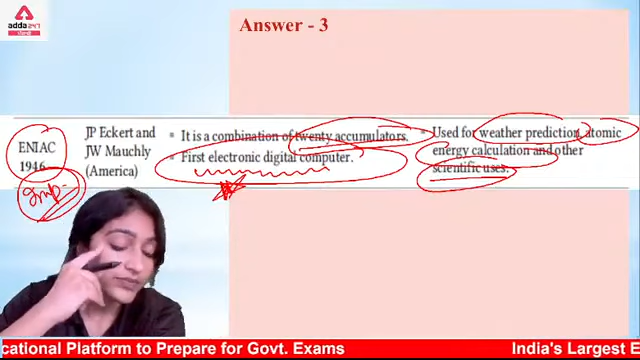 adda247
ਪੰਜਾਬੀ
Answer - 3
ENIAC
1946
JP Eckert and
JW Mauchly
(America)
• It is a combination of twenty accumulators.
• First electronic digital computer.
• Used for weather prediction, atomic
energy calculation and other
scientific uses.
Imp.
cational Platform to Prepare for Govt. Exams
India's Largest E